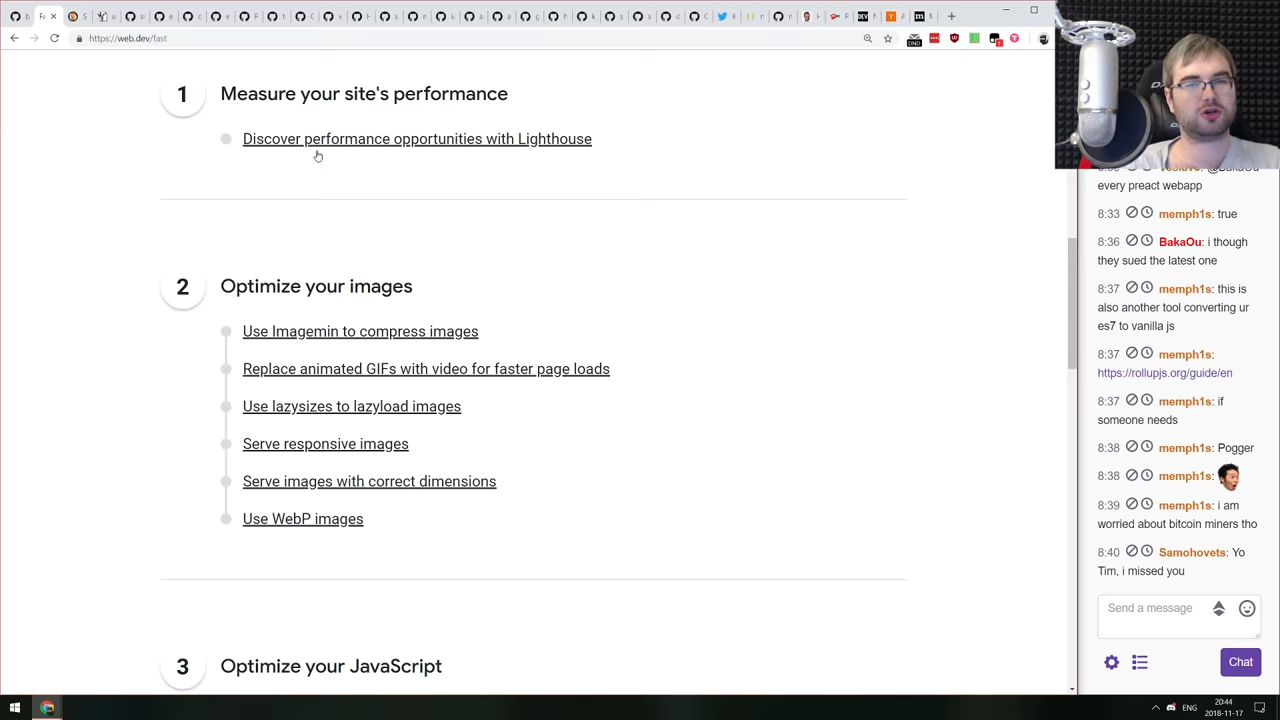 https://web.dev/fast
1
Measure your site's performance
Discover performance opportunities with Lighthouse
2
Optimize your images
Use Imagemin to compress images
Replace animated GIFs with video for faster page loads
Use lazysizes to lazyload images
Serve responsive images
Serve images with correct dimensions
Use WebP images
3
Optimize your JavaScript
every preact webapp
8:33 memph1s: true
8:36 BakaOu: i though
they sued the latest one
8:37 memph1s: this is
also another tool converting ur
es7 to vanilla js
8:37 memph1s:
https://rollupjs.org/guide/en
8:37 memph1s: if
someone needs
8:38 memph1s: Pogger
8:38 memph1s:
8:39 memph1s: i am
worried about bitcoin miners tho
8:40 Samohovets: Yo
Tim, i missed you
Send a message
Chat
ENG
20:44
2018-11-17